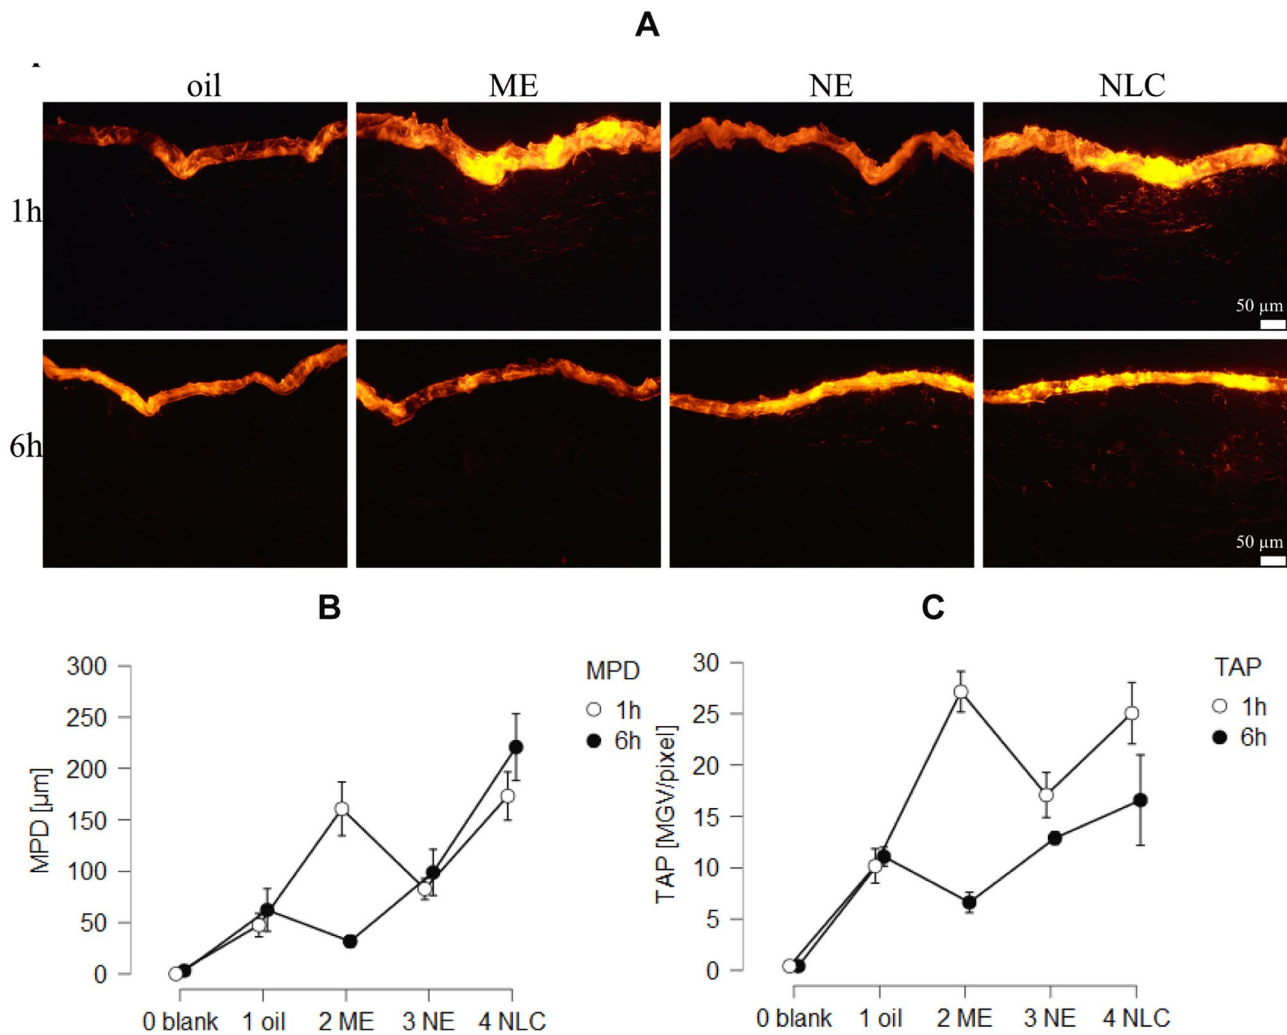 A
oil ME NE NLC
1h
50 µm
6h
50 µm
B
C
300
250
200
150
100
50
0
MPD [µm]
MPD
1h
6h
0 blank 1 oil 2 ME 3 NE 4 NLC
30
25
20
15
10
5
0
TAP [MGV/pixel]
TAP
1h
6h
0 blank 1 oil 2 ME 3 NE 4 NLC